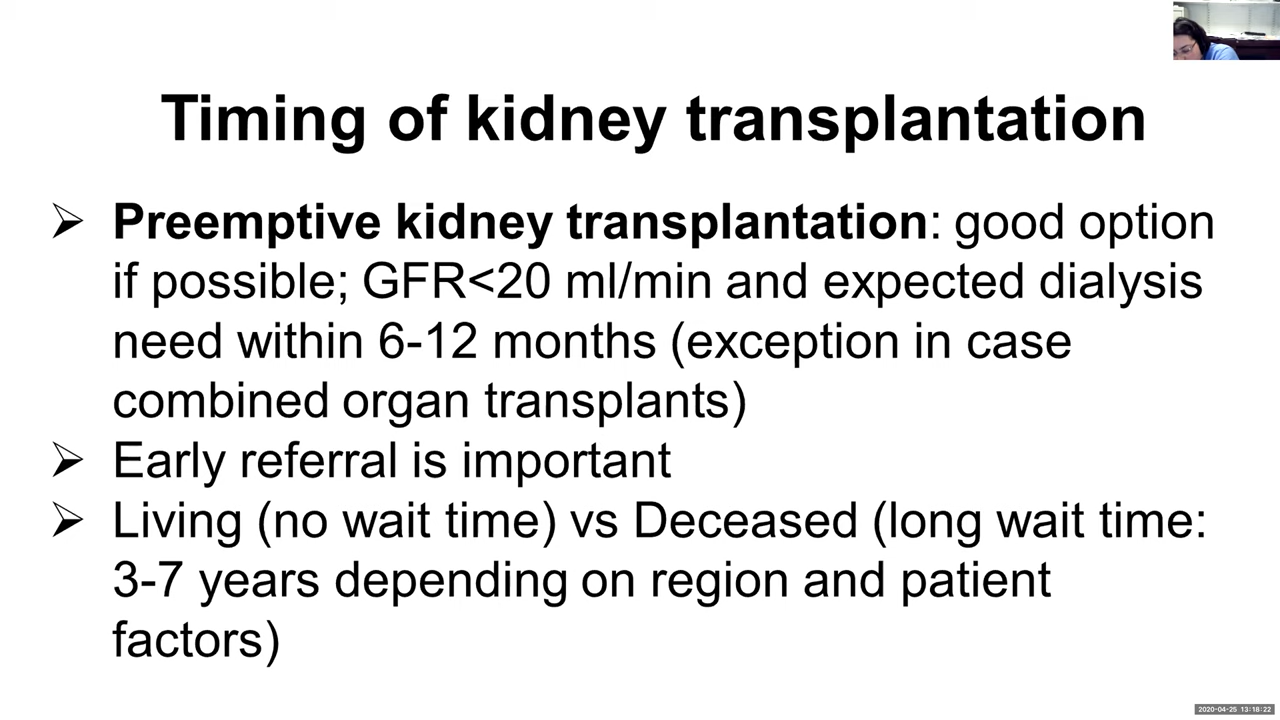 Timing of kidney transplantation
➢ Preemptive kidney transplantation: good option
if possible; GFR<20 ml/min and expected dialysis
need within 6-12 months (exception in case
combined organ transplants)
➢ Early referral is important
➢ Living (no wait time) vs Deceased (long wait time:
3-7 years depending on region and patient
factors)
2020-04-25 13:18:22